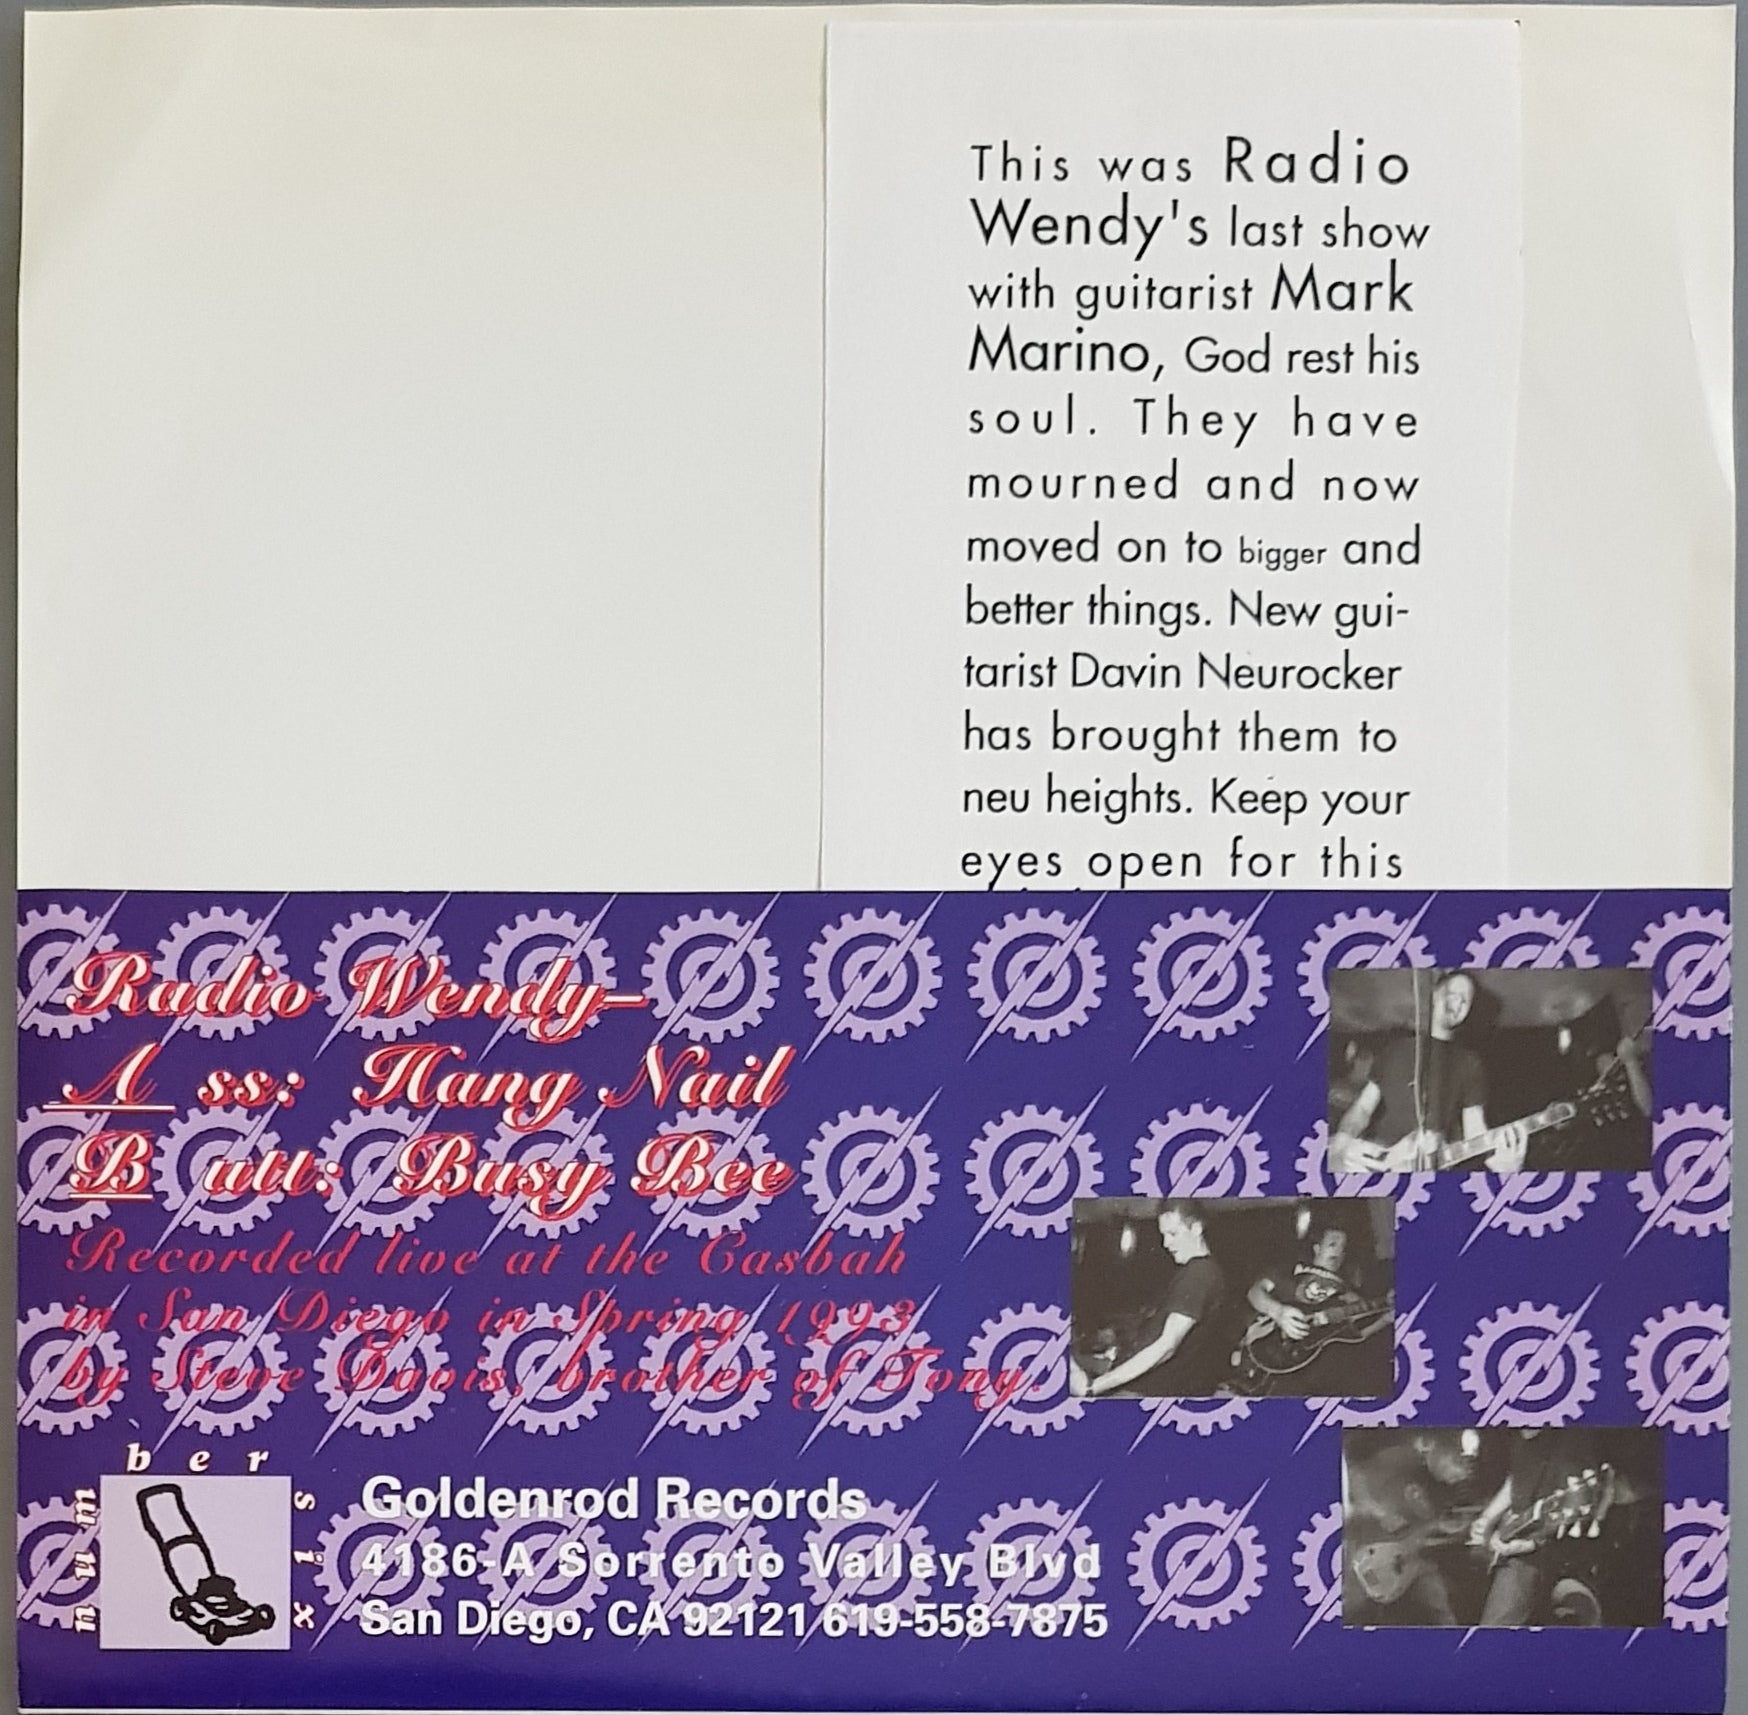 This was Radio
Wendy's last show
with guitarist Mark
Marino, God rest his
soul. They have
mourned and now
moved on to bigger and
better things. New gui-
tarist Davin Neurocker
has brought them to
neu heights. Keep your
eyes open for this
Radio Wendy-
A ss: Hang Nail
B utt: Busy Bee
Recorded live at the Casbah
in San Diego in Spring 1993
by Steve Davis, brother of Tony.
num ber six
Goldenrod Records
4186-A Sorrento Valley Blvd
San Diego, CA 92121 619-558-7875